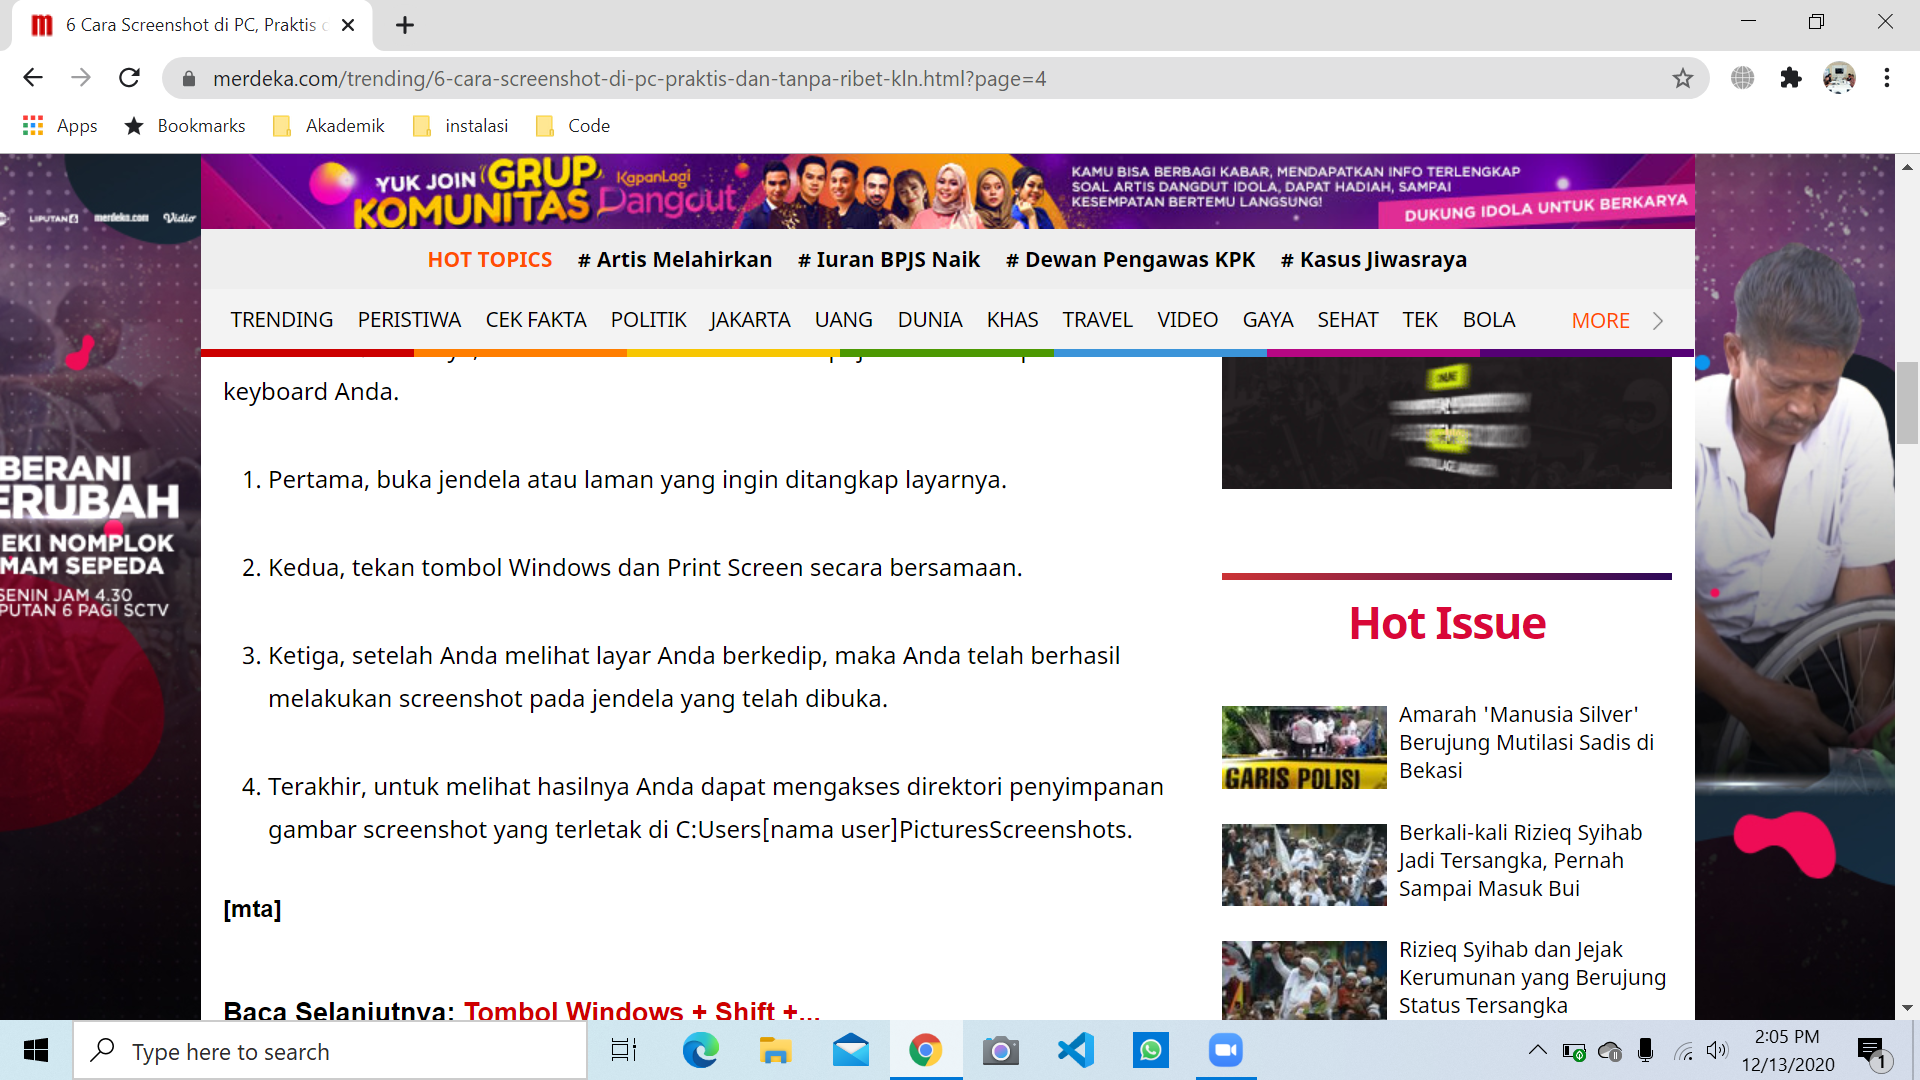 6 Cara Screenshot di PC, Praktis
merdeka.com/trending/6-cara-screenshot-di-pc-praktis-dan-tanpa-ribet-kln.html?page=4
Apps
Bookmarks
Akademik
instalasi
Code
LIPUTAN6 merdeka.com Vidio
YUK JOIN GRUP
KOMUNITAS
KapanLagi
Dangdut
KAMU BISA BERBAGI KABAR, MENDAPATKAN INFO TERLENGKAP
SOAL ARTIS DANGDUT IDOLA, DAPAT HADIAH, SAMPAI
KESEMPATAN BERTEMU LANGSUNG!
DUKUNG IDOLA UNTUK BERKARYA
HOT TOPICS # Artis Melahirkan # Iuran BPJS Naik # Dewan Pengawas KPK # Kasus Jiwasraya
TRENDING PERISTIWA CEK FAKTA POLITIK JAKARTA UANG DUNIA KHAS TRAVEL VIDEO GAYA SEHAT TEK BOLA MORE
keyboard Anda.
1. Pertama, buka jendela atau laman yang ingin ditangkap layarnya.
2. Kedua, tekan tombol Windows dan Print Screen secara bersamaan.
3. Ketiga, setelah Anda melihat layar Anda berkedip, maka Anda telah berhasil
melakukan screenshot pada jendela yang telah dibuka.
4. Terakhir, untuk melihat hasilnya Anda dapat mengakses direktori penyimpanan
gambar screenshot yang terletak di C:Users[nama user]PicturesScreenshots.
[mta]
Baca Selanjutnya: Tombol Windows + Shift +...
BERANI
ERUBAH
EKI NOMPLOK
MAM SEPEDA
SENIN JAM 4.30
PUTAN 6 PAGI SCTV
Hot Issue
GARIS POLISI
Amarah 'Manusia Silver'
Berujung Mutilasi Sadis di
Bekasi
Berkali-kali Rizieq Syihab
Jadi Tersangka, Pernah
Sampai Masuk Bui
Rizieq Syihab dan Jejak
Kerumunan yang Berujung
Status Tersangka
Type here to search
2:05 PM
12/13/2020
1